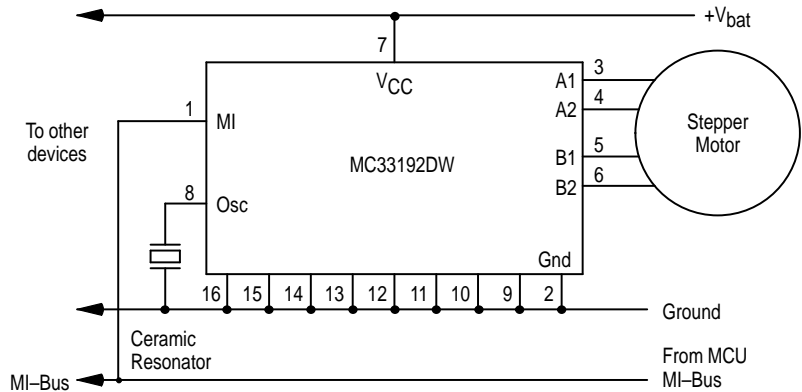 +Vbat
7
VCC
A1 3
A2 4
1 MI
To other
devices
MC33192DW
Stepper
Motor
B1 5
B2 6
8 Osc
Gnd
16 15 14 13 12 11 10 9 2
Ground
Ceramic
Resonator
From MCU
MI–Bus
MI–Bus